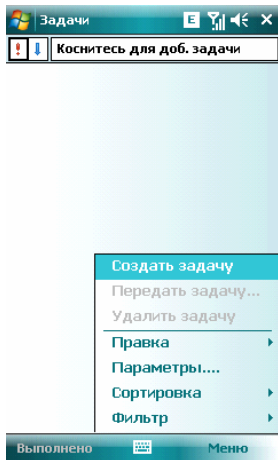 Задачи E
! Коснитесь для доб. задачи
Создать задачу
Передать задачу...
Удалить задачу
Правка
Параметры....
Сортировка
Фильтр
Выполнено Меню